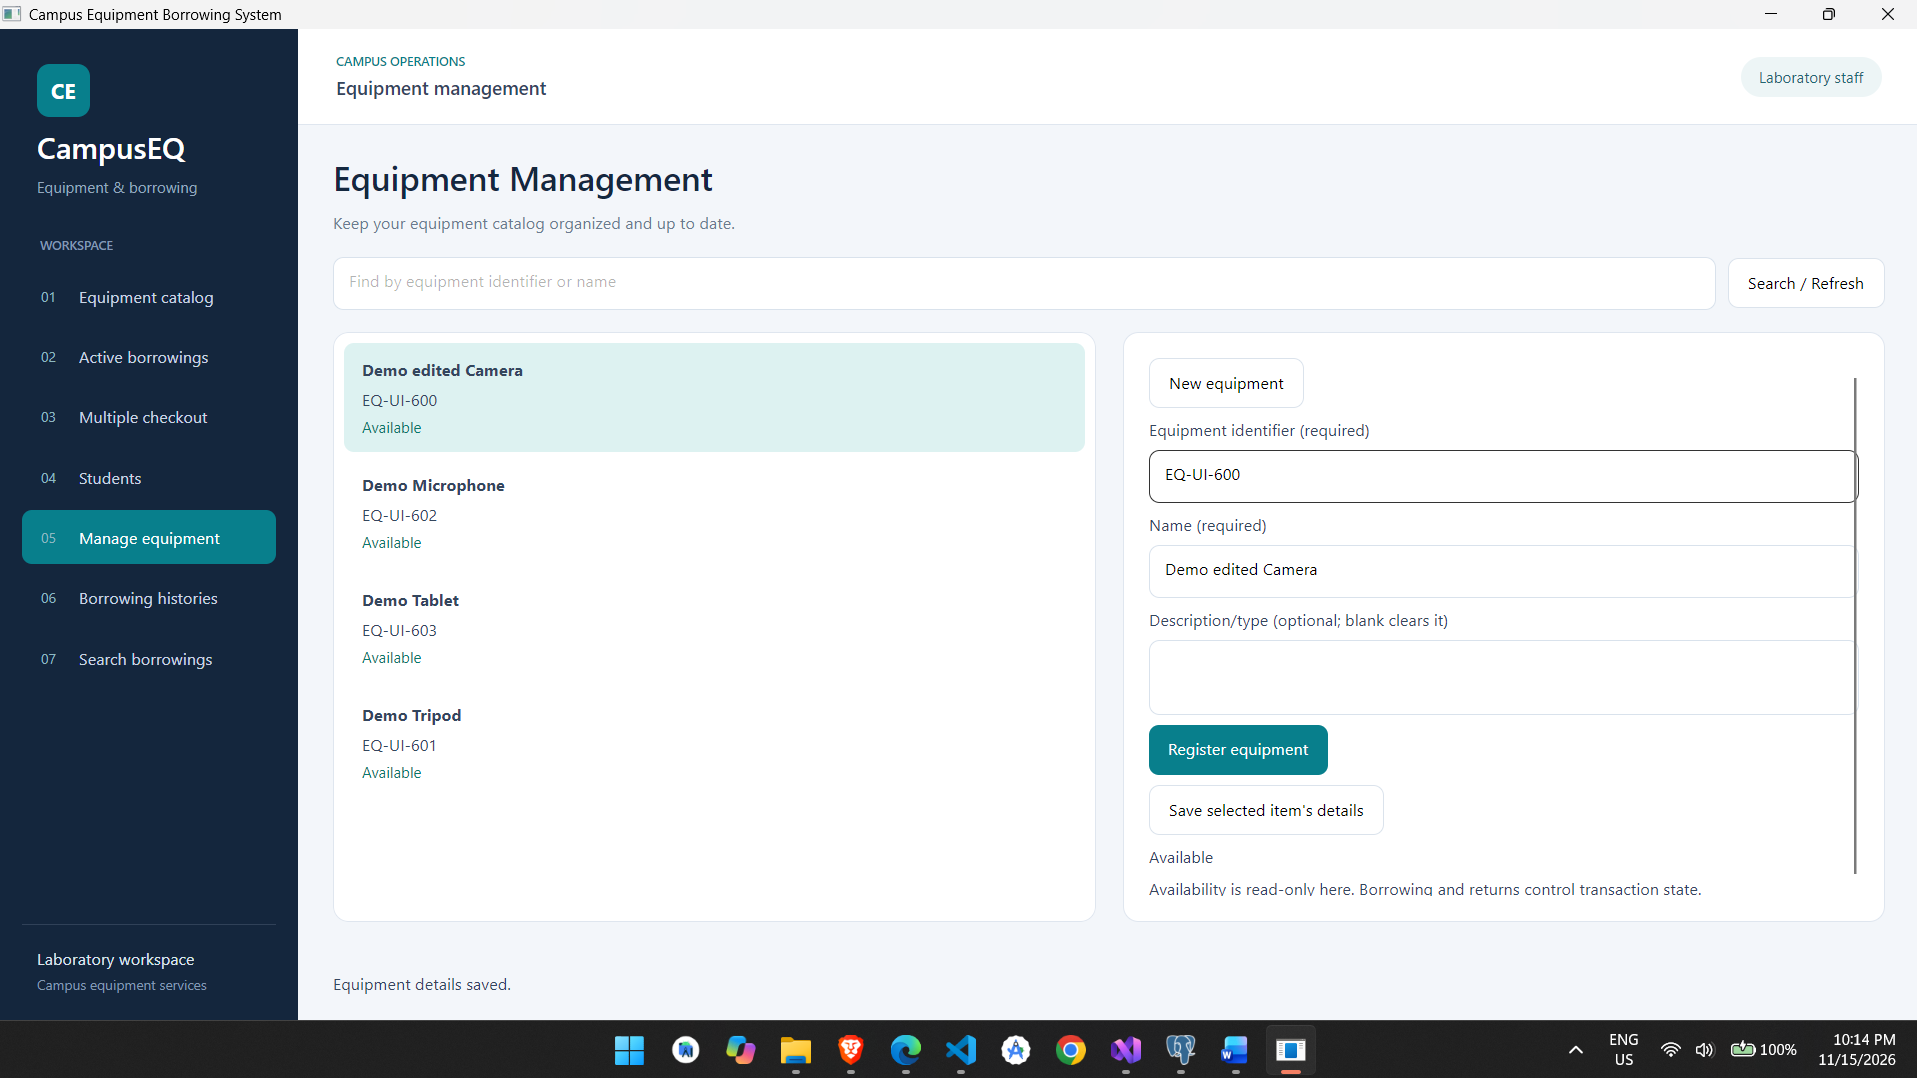 Campus Equipment Borrowing System
CE
CampusEQ
Equipment & borrowing
WORKSPACE
01 Equipment catalog
02 Active borrowings
03 Multiple checkout
04 Students
05 Manage equipment
06 Borrowing histories
07 Search borrowings
Laboratory workspace
Campus equipment services
CAMPUS OPERATIONS
Equipment management
Laboratory staff
Equipment Management
Keep your equipment catalog organized and up to date.
Find by equipment identifier or name
Search / Refresh
Demo edited Camera
EQ-UI-600
Available
Demo Microphone
EQ-UI-602
Available
Demo Tablet
EQ-UI-603
Available
Demo Tripod
EQ-UI-601
Available
New equipment
Equipment identifier (required)
EQ-UI-600
Name (required)
Demo edited Camera
Description/type (optional; blank clears it)
Register equipment
Save selected item's details
Available
Availability is read-only here. Borrowing and returns control transaction state.
Equipment details saved.
ENG
US
100%
10:14 PM
11/15/2026